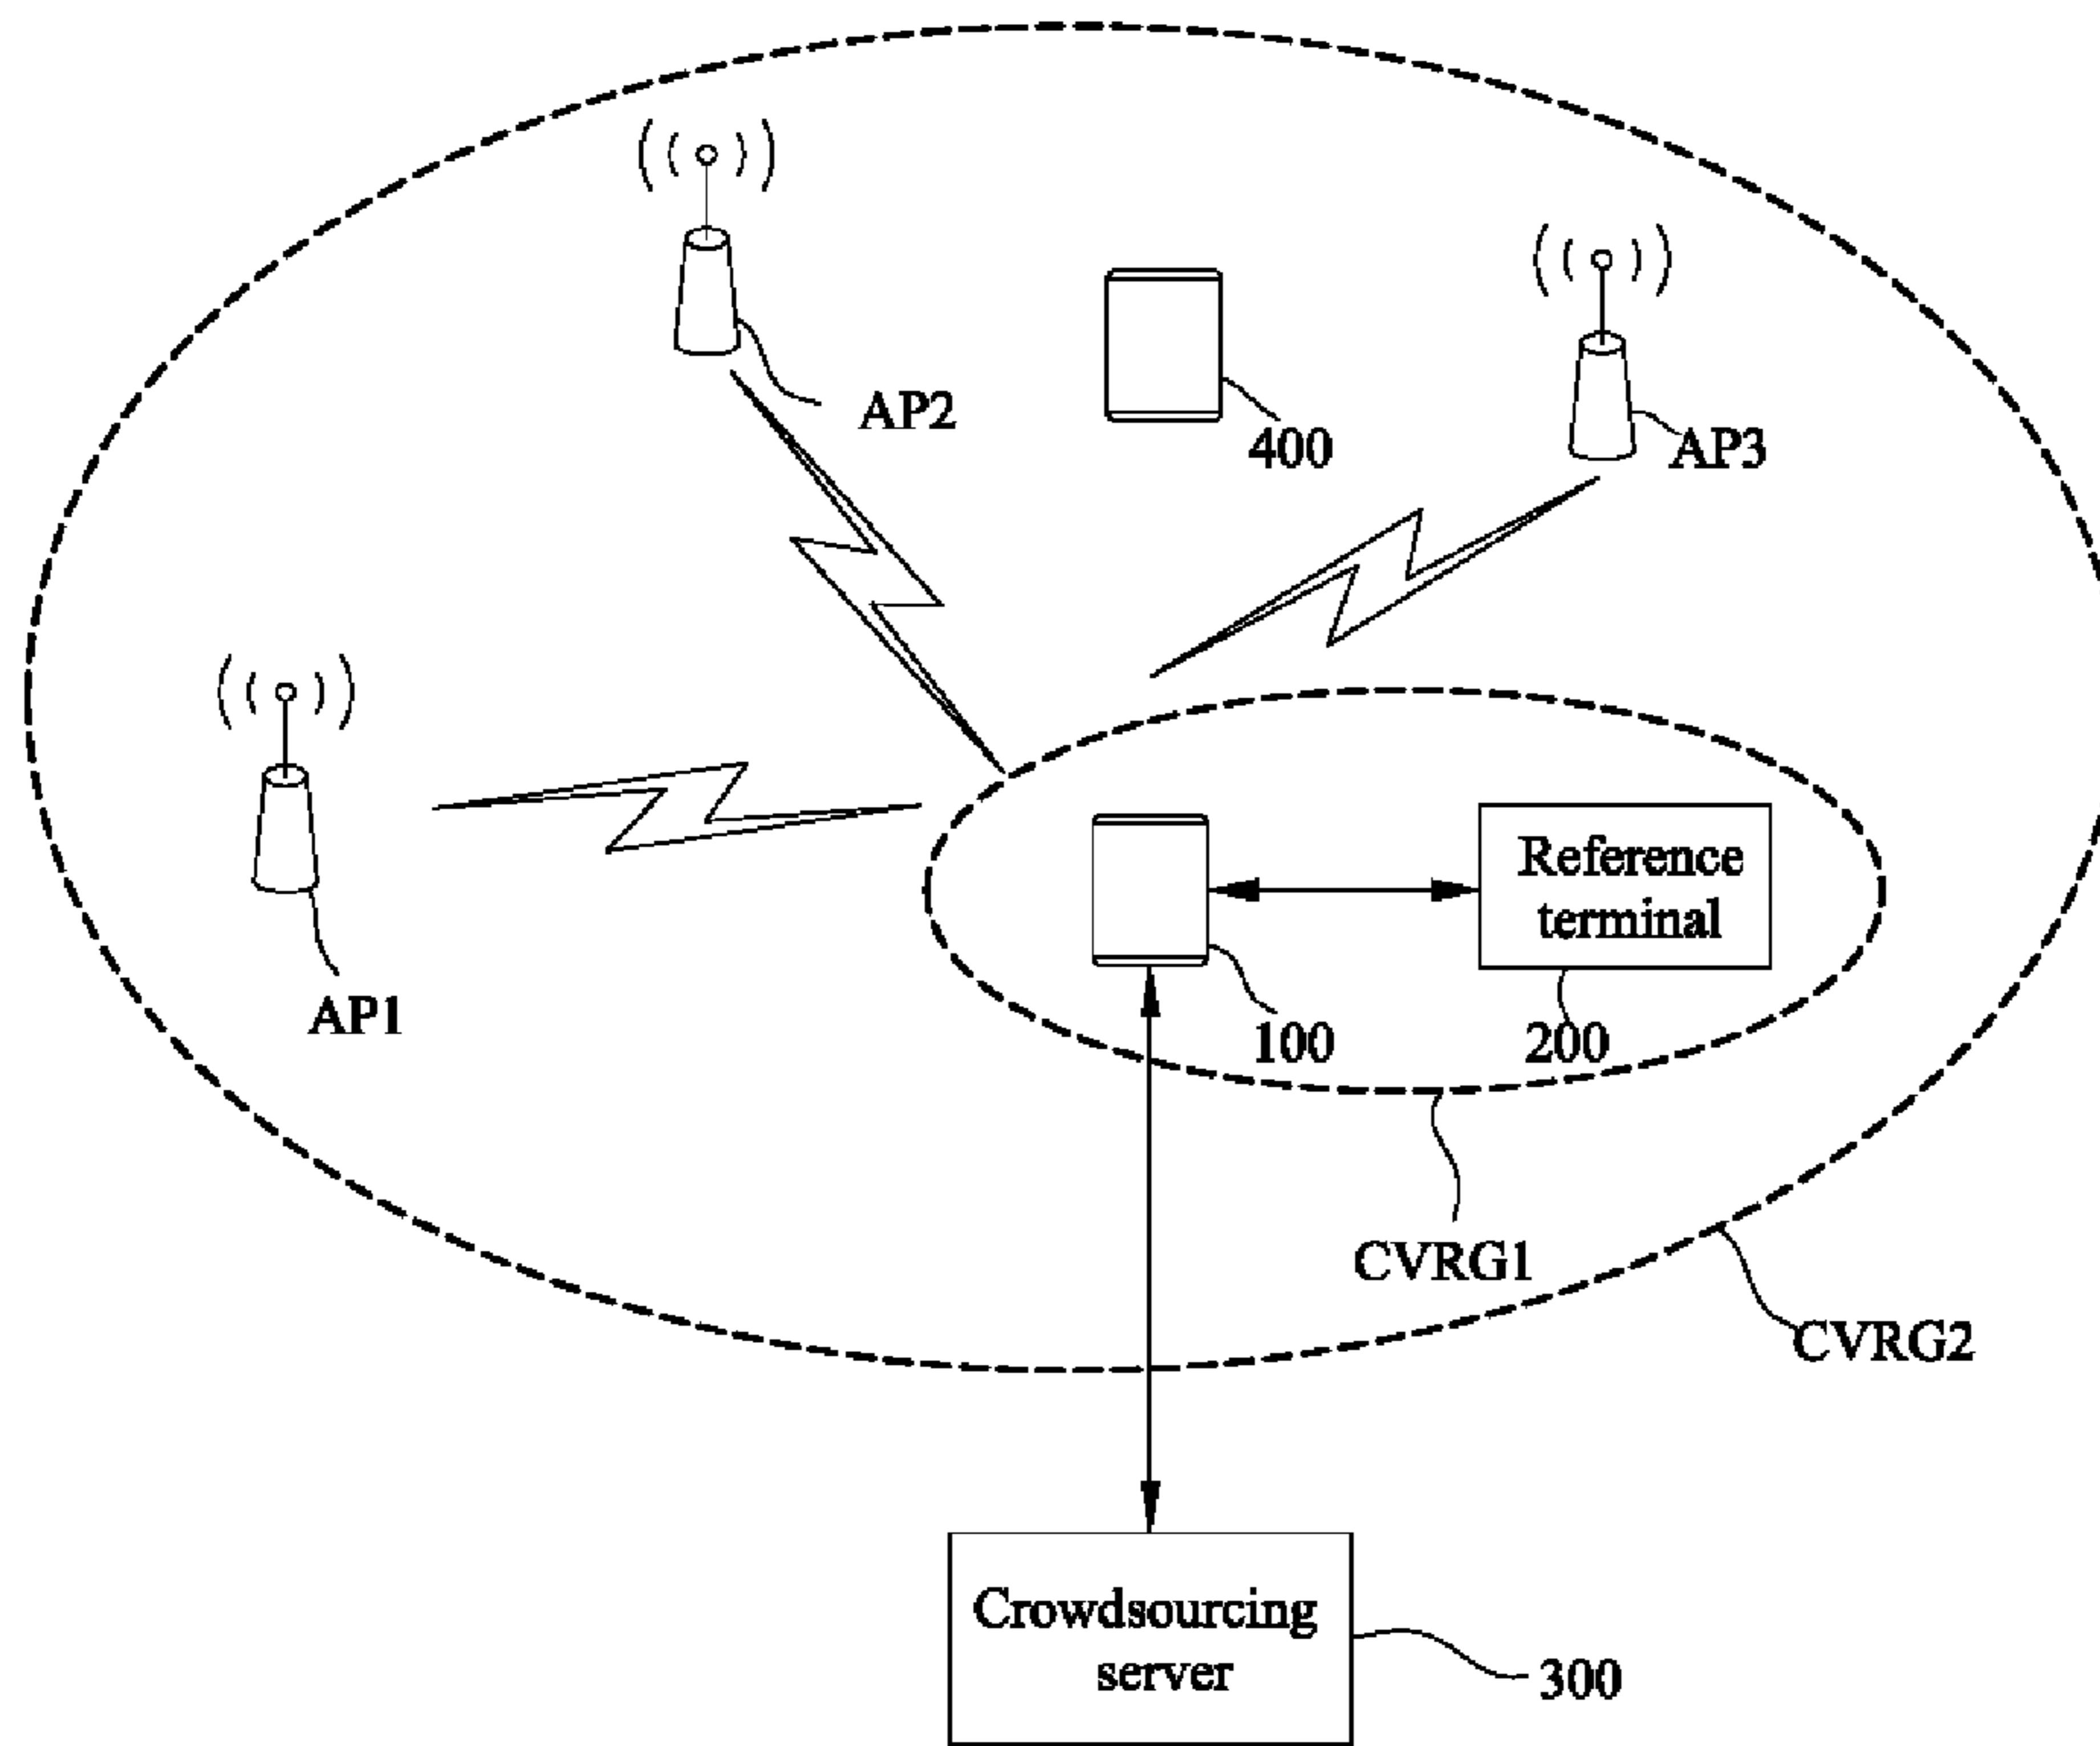 AP2
400
AP3
Reference
terminal
AP1
100
200
CVRG1
CVRG2
Crowdsourcing
server
300